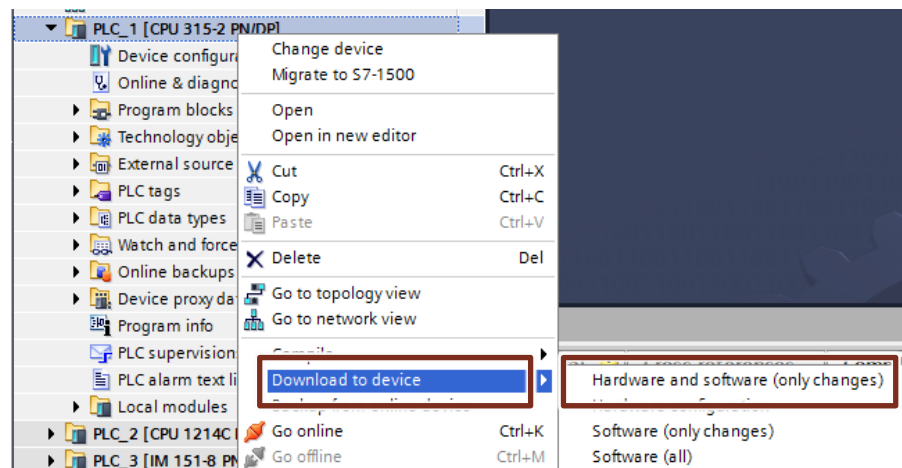 PLC_1 [CPU 315-2 PN/DP]
Device configura
Online & diagno
Program blocks
Technology obje
External source
PLC tags
PLC data types
Watch and force
Online backups
Device proxy da
Program info
PLC supervision
PLC alarm text li
Local modules
PLC_2 [CPU 1214C
PLC_3 [IM 151-8 PN
Change device
Migrate to S7-1500
Open
Open in new editor
Cut Ctrl+X
Copy Ctrl+C
Paste Ctrl+V
Delete Del
Go to topology view
Go to network view
Download to device
Go online Ctrl+K
Go offline Ctrl+M
Hardware and software (only changes)
Software (only changes)
Software (all)